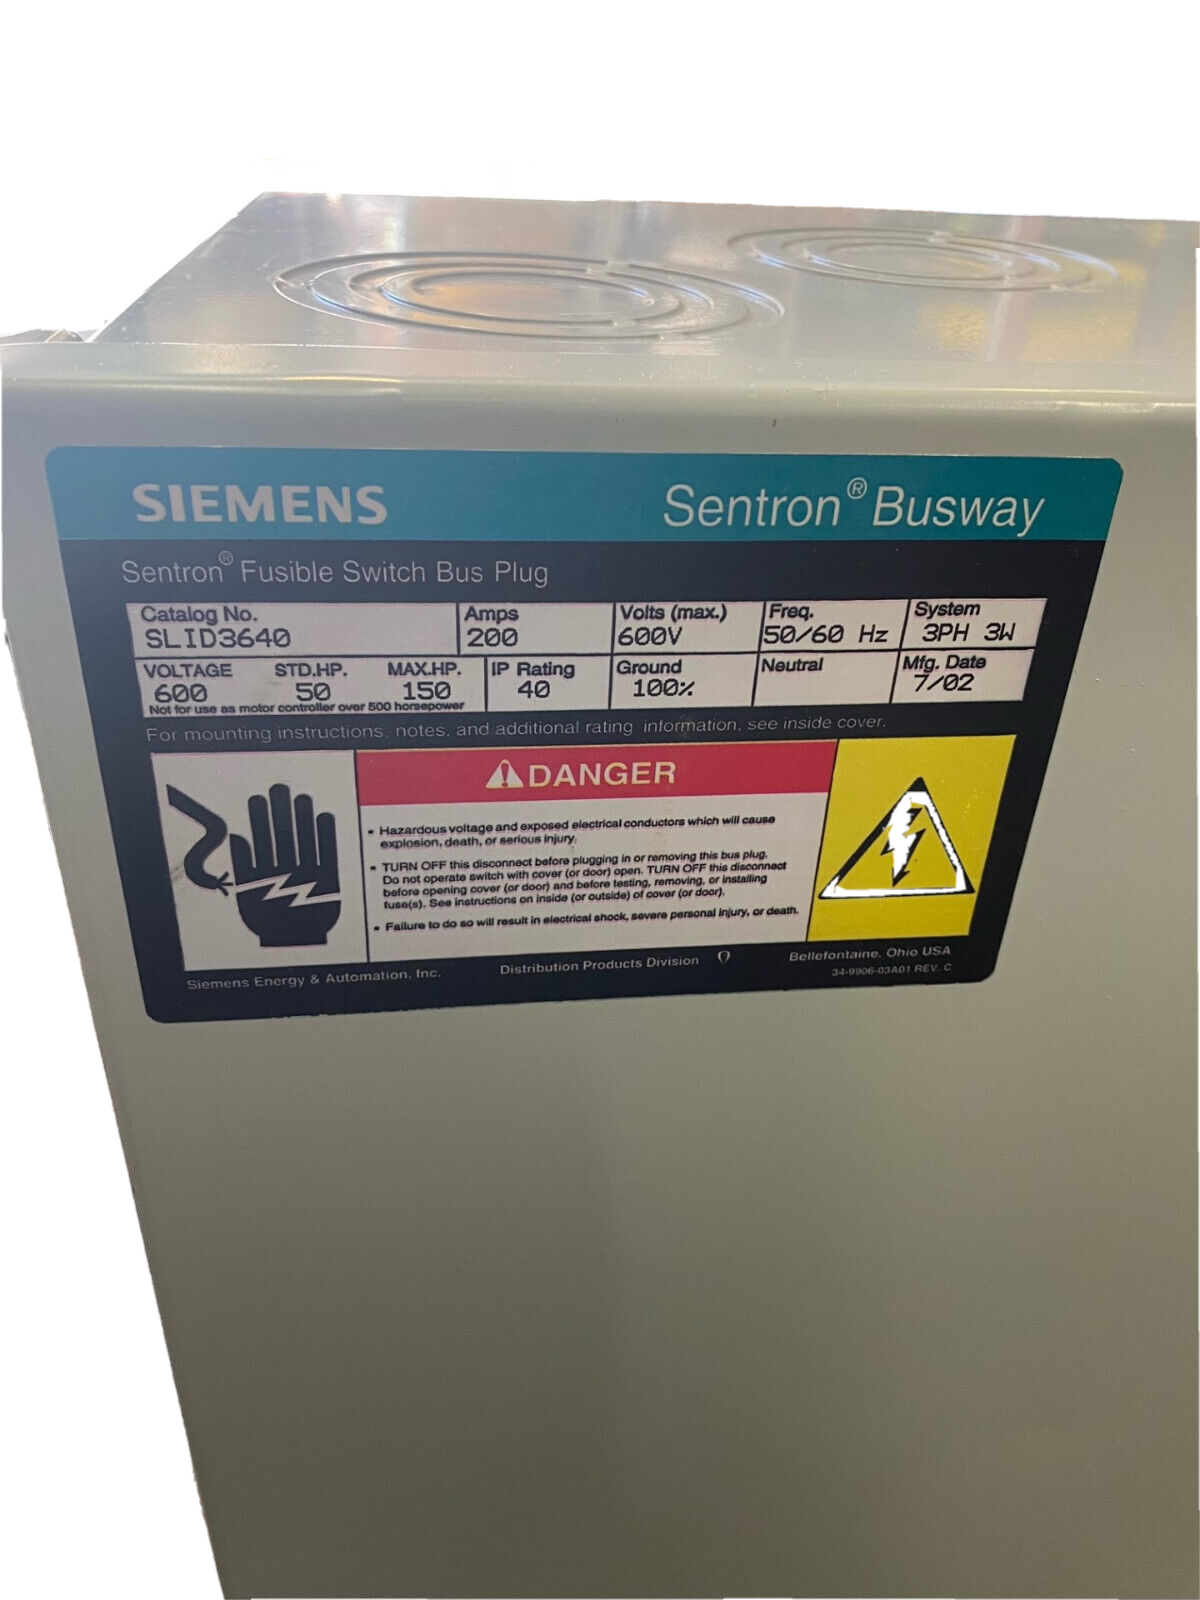 SIEMENS Sentron® Busway
Sentron® Fusible Switch Bus Plug
Catalog No. Amps Volts (max.) Freq. System
SLID3640 200 600V 50/60 Hz 3PH 3W
VOLTAGE STD.HP. MAX.HP. IP Rating Ground Neutral Mfg. Date
600 50 150 40 100% 7/02
Not for use as motor controller over 500 horsepower
For mounting instructions, notes, and additional rating information, see inside cover.
DANGER
• Hazardous voltage and exposed electrical conductors which will cause
explosion, death, or serious injury.
• TURN OFF this disconnect before plugging in or removing this bus plug.
Do not operate switch with cover (or door) open. TURN OFF this disconnect
before opening cover (or door) and before testing, removing, or installing
fuse(s). See instructions on inside (or outside) of cover (or door).
• Failure to do so will result in electrical shock, severe personal injury, or death.
Siemens Energy & Automation, Inc. Distribution Products Division Bellefontaine, Ohio USA
34-9906-03A01 REV. C